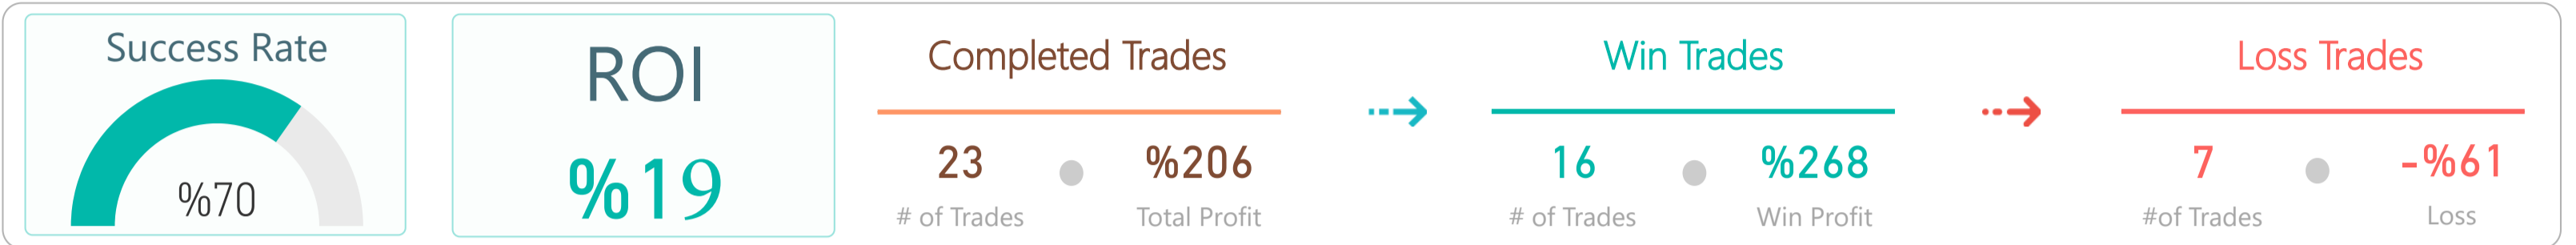 Success Rate
%70
ROI
%19
Completed Trades
23 %206
# of Trades Total Profit
Win Trades
16 %268
# of Trades Win Profit
Loss Trades
7 -%61
#of Trades Loss